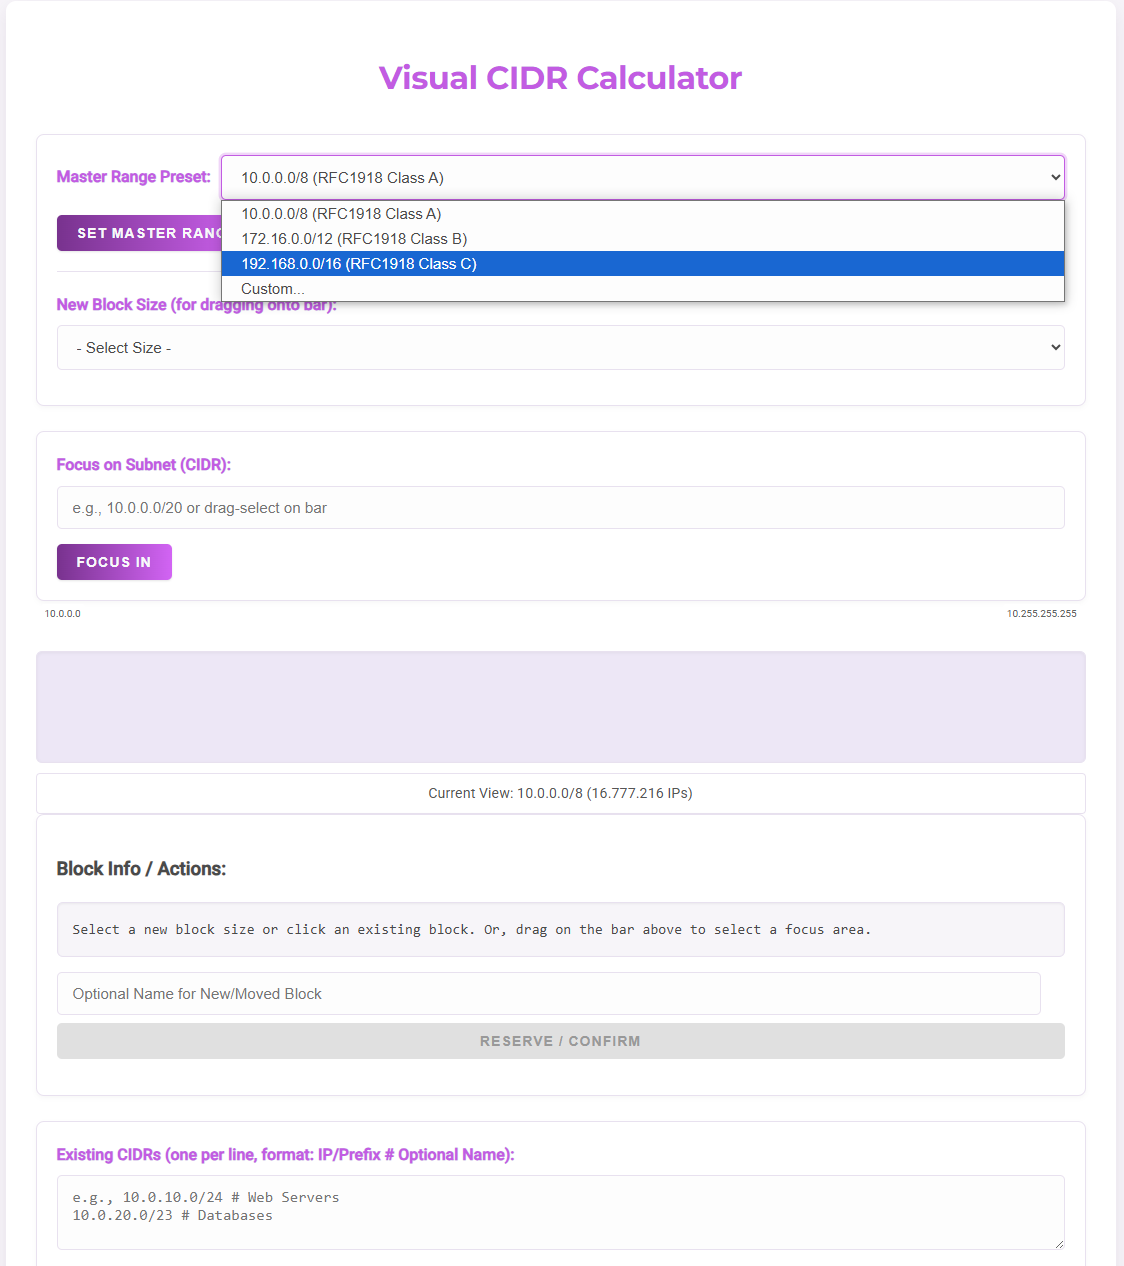 Visual CIDR Calculator
Master Range Preset:
10.0.0.0/8 (RFC1918 Class A)
10.0.0.0/8 (RFC1918 Class A)
172.16.0.0/12 (RFC1918 Class B)
192.168.0.0/16 (RFC1918 Class C)
Custom...
SET MASTER RANG
New Block Size (for dragging onto bar):
- Select Size -
Focus on Subnet (CIDR):
e.g., 10.0.0.0/20 or drag-select on bar
FOCUS IN
10.0.0.0
10.255.255.255
Current View: 10.0.0.0/8 (16.777.216 IPs)
Block Info / Actions:
Select a new block size or click an existing block. Or, drag on the bar above to select a focus area.
Optional Name for New/Moved Block
RESERVE / CONFIRM
Existing CIDRs (one per line, format: IP/Prefix # Optional Name):
e.g., 10.0.10.0/24 # Web Servers
10.0.20.0/23 # Databases